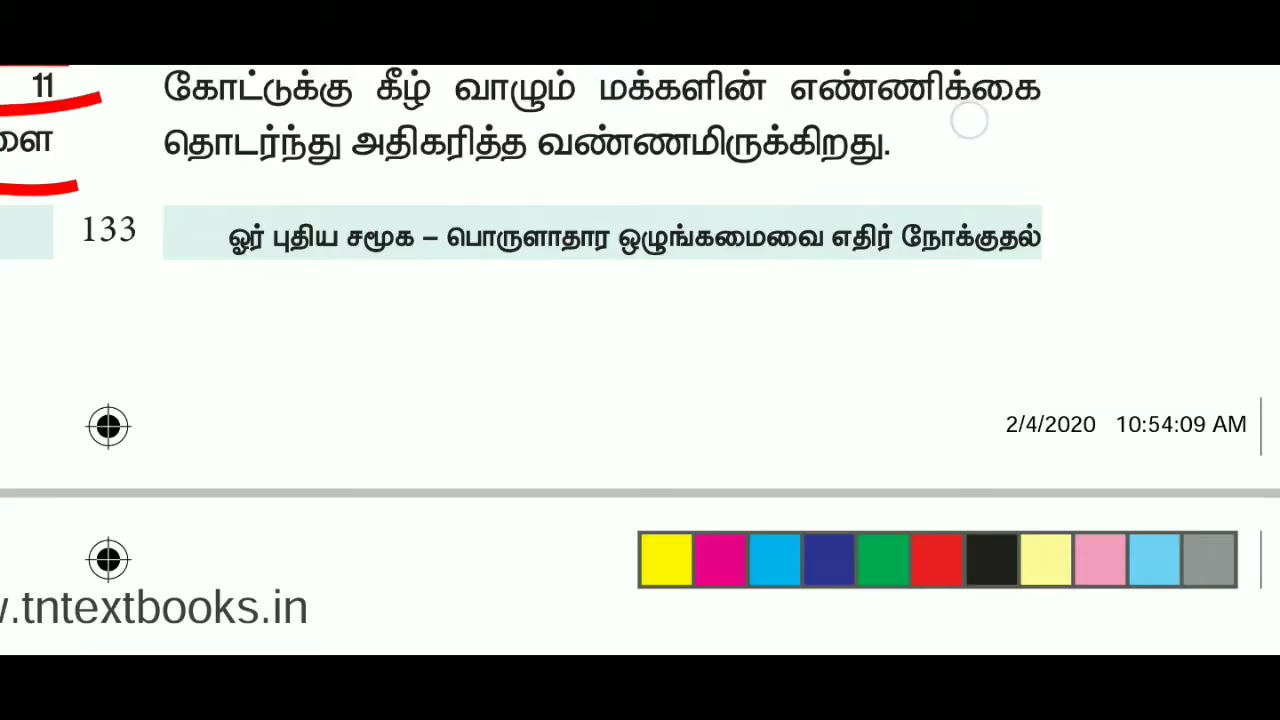 11
கோட்டுக்கு கீழ் வாழும் மக்களின் எண்ணிக்கை
தொடர்ந்து அதிகரித்த வண்ணமிருக்கிறது.
133
ஓர் புதிய சமூக – பொருளாதார ஒழுங்கமைவை எதிர் நோக்குதல்
2/4/2020 10:54:09 AM
.tntextbooks.in